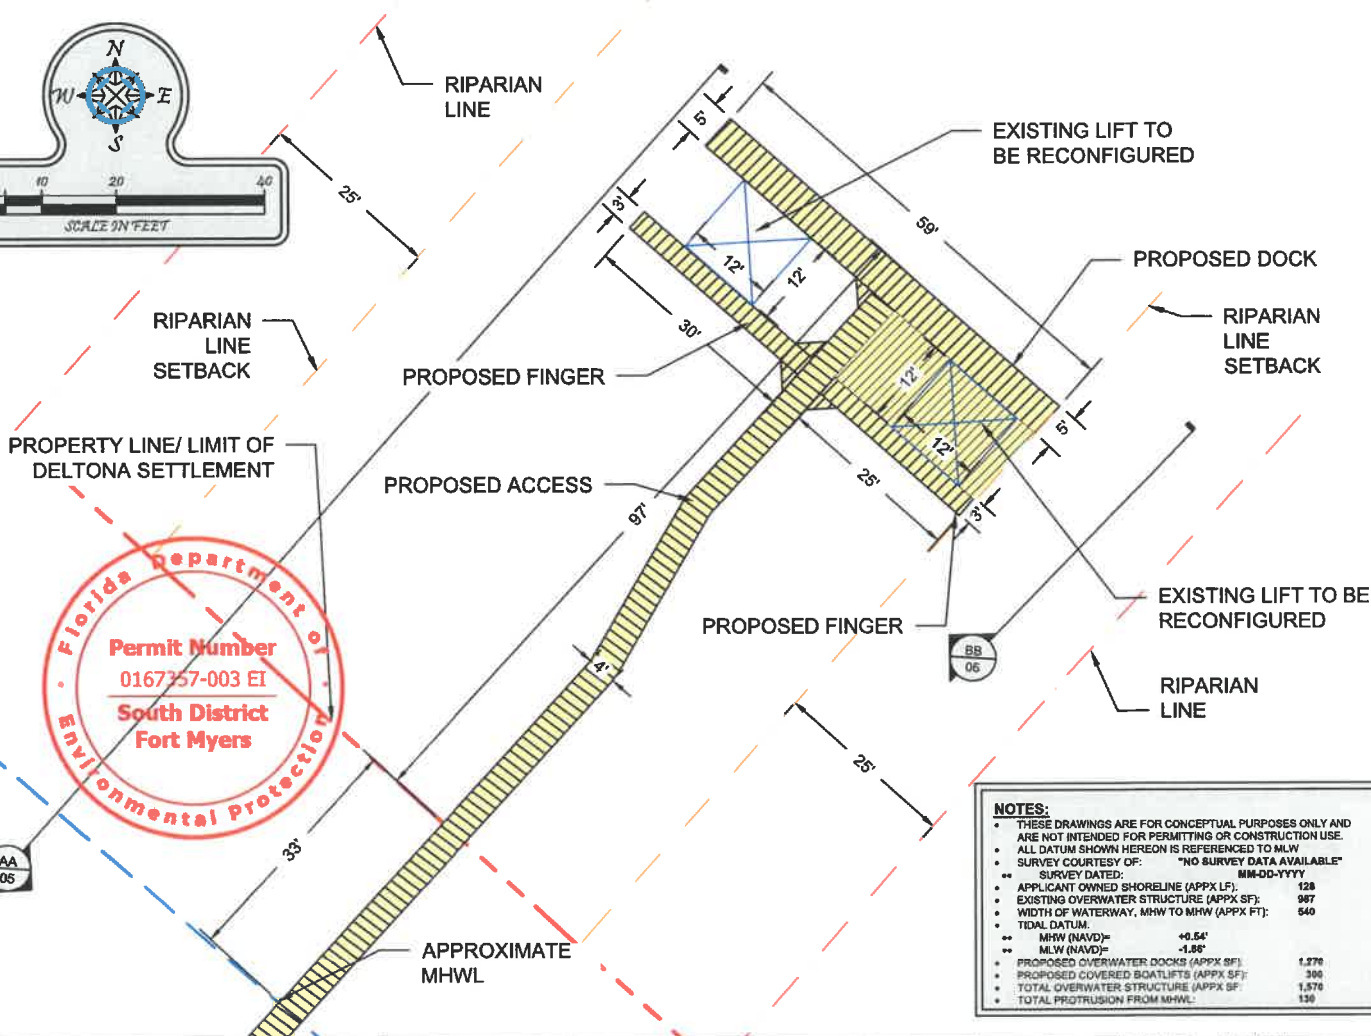 N
W E
S
10 20 40
SCALE IN FEET
RIPARIAN
LINE
25'
5'
3'
EXISTING LIFT TO
BE RECONFIGURED
59'
12'
12'
PROPOSED DOCK
RIPARIAN
LINE
SETBACK
RIPARIAN
LINE
SETBACK
30'
PROPOSED FINGER
12'
12'
5'
PROPERTY LINE/ LIMIT OF
DELTONA SETTLEMENT
PROPOSED ACCESS
97'
25'
3'
Florida Department of
Environmental Protection
Permit Number
0167357-003 EI
South District
Fort Myers
EXISTING LIFT TO BE
RECONFIGURED
PROPOSED FINGER
BB
06
4'
RIPARIAN
LINE
25'
33'
AA
05
APPROXIMATE
MHWL
NOTES:
• THESE DRAWINGS ARE FOR CONCEPTUAL PURPOSES ONLY AND
ARE NOT INTENDED FOR PERMITTING OR CONSTRUCTION USE.
• ALL DATUM SHOWN HEREON IS REFERENCED TO MLW
• SURVEY COURTESY OF: "NO SURVEY DATA AVAILABLE"
•• SURVEY DATED: MM-DD-YYYY
• APPLICANT OWNED SHORELINE (APPX LF): 128
• EXISTING OVERWATER STRUCTURE (APPX SF): 967
• WIDTH OF WATERWAY, MHW TO MHW (APPX FT): 540
• TIDAL DATUM:
•• MHW (NAVD)= +0.54'
•• MLW (NAVD)= -1.86'
• PROPOSED OVERWATER DOCKS (APPX SF): 1,270
• PROPOSED COVERED BOATLIFTS (APPX SF): 300
• TOTAL OVERWATER STRUCTURE (APPX SF: 1,570
• TOTAL PROTRUSION FROM MHWL: 130